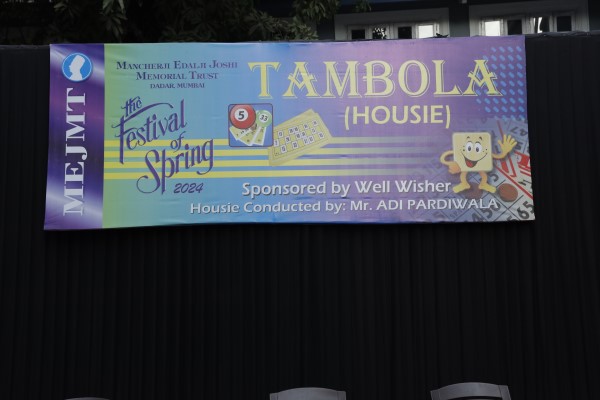 MEJMT
MANCHERJI EDALJI JOSHI
MEMORIAL TRUST
DADAR, MUMBAI
the
Festival
of
Spring
2024
TAMBOLA
(HOUSIE)
5
Sponsored by Well Wisher
Housie Conducted by: Mr. ADI PARDIWALA
65